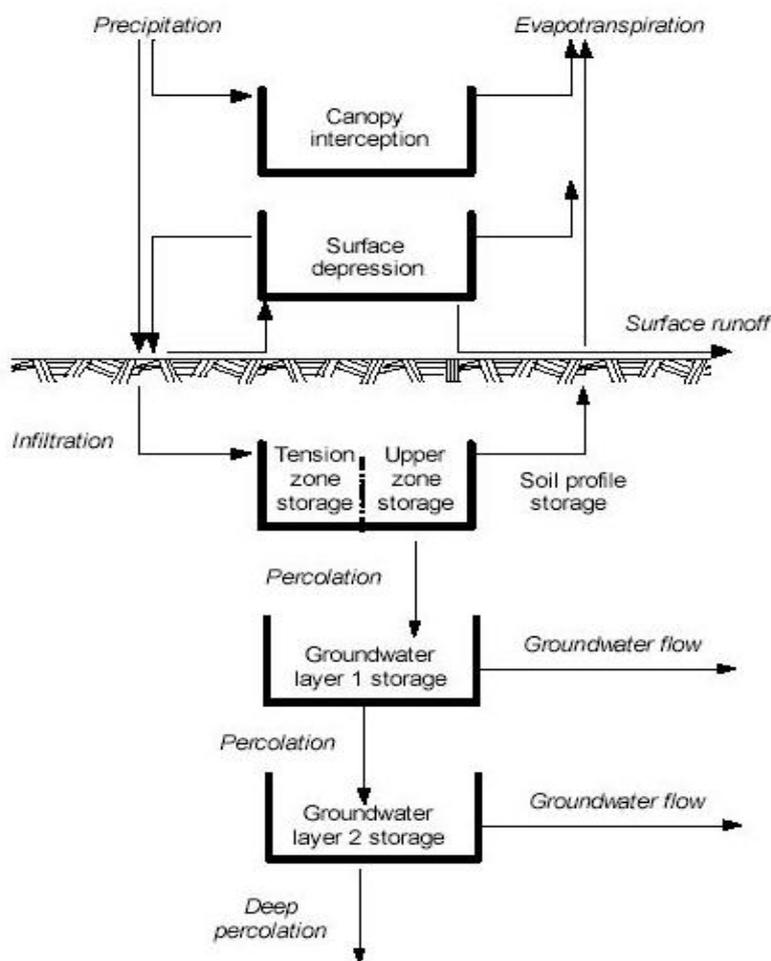 Precipitation
Evapotranspiration
Canopy
interception
Surface
depression
Surface runoff
Infiltration
Tension
zone
storage
Upper
zone
storage
Soil profile
storage
Percolation
Groundwater
layer 1 storage
Groundwater flow
Percolation
Groundwater
layer 2 storage
Groundwater flow
Deep
percolation